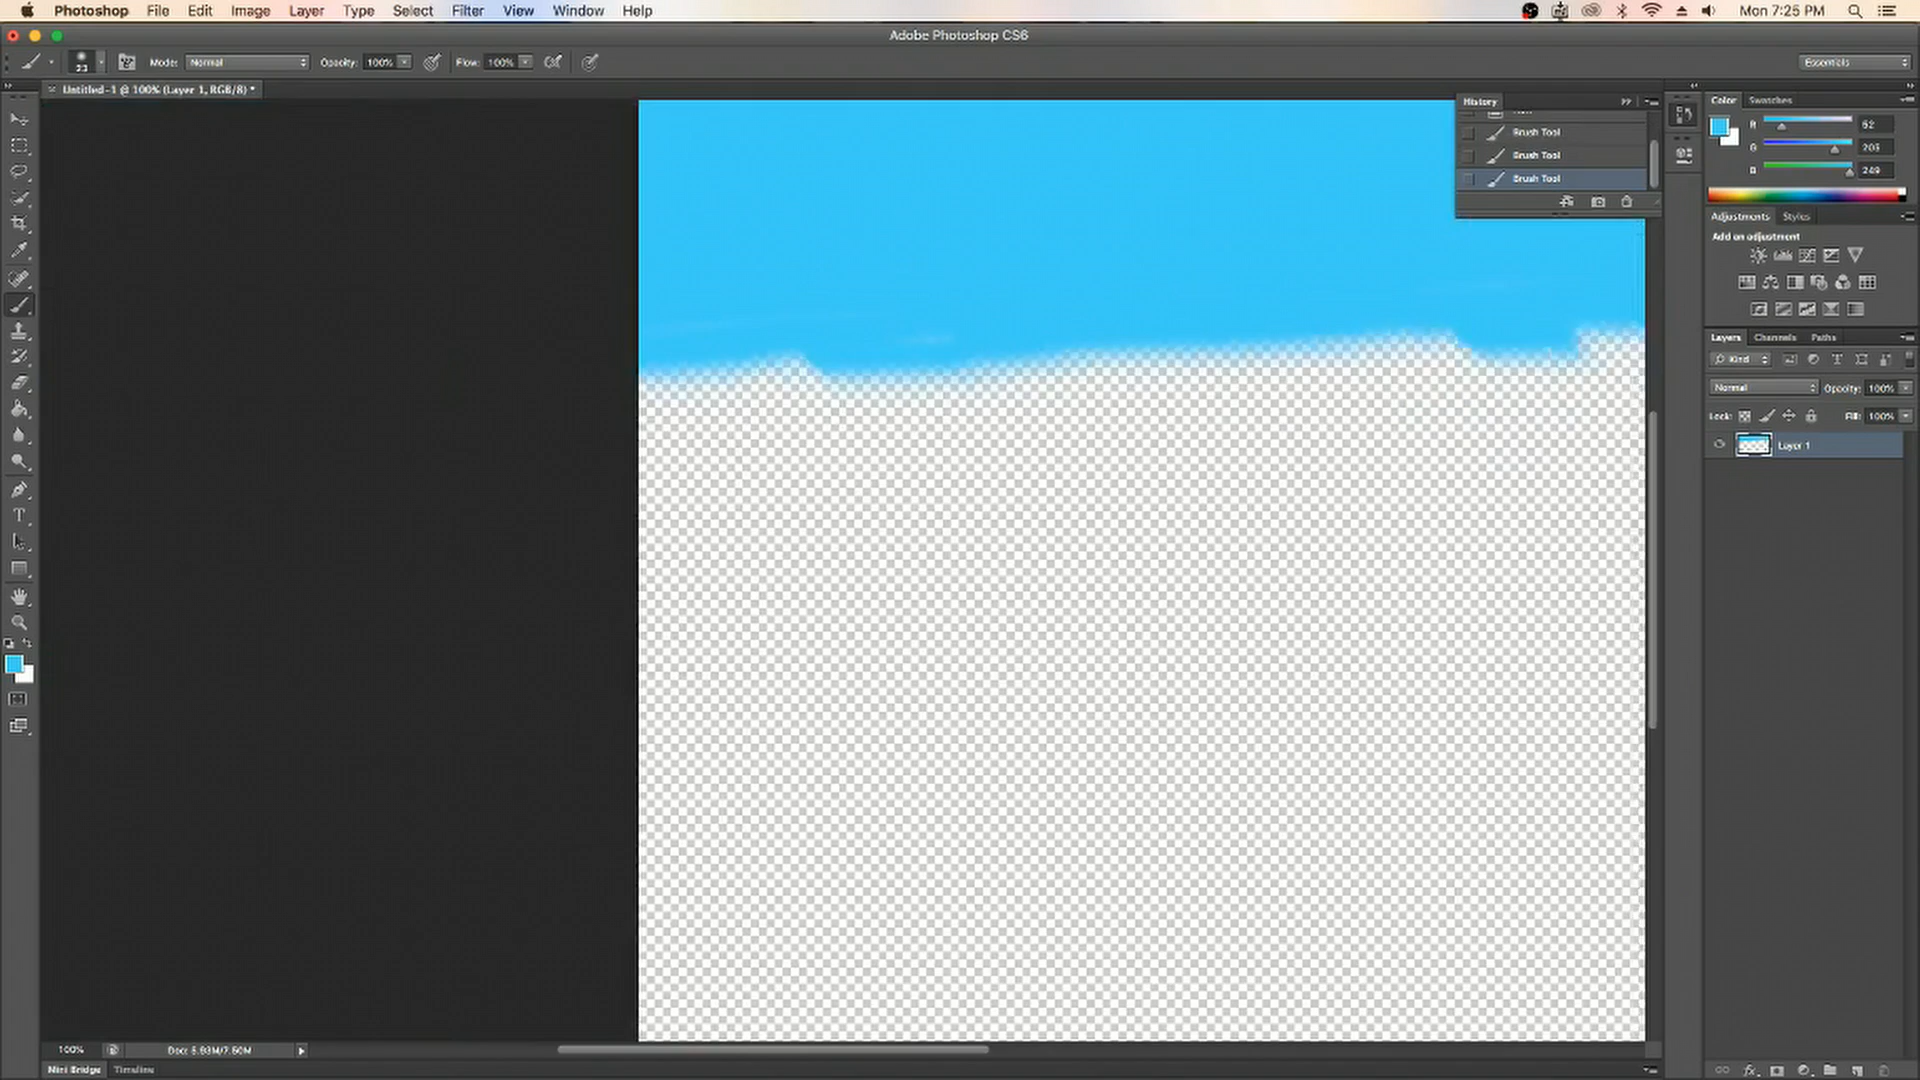 Photoshop File Edit Image Layer Type Select Filter View Window Help Mon 7:25 PM
Adobe Photoshop CS6
23 Mode: Normal Opacity: 100% Flow: 100% Essentials
Untitled-1 @ 100% (Layer 1, RGB/8) *
History
Brush Tool
Brush Tool
Brush Tool
Color Swatches
R 52
G 205
B 249
Adjustments Styles
Add an adjustment
Layers Channels Paths
Kind
Normal Opacity: 100%
Lock: Fill: 100%
Layer 1
100% Doc: 5.93M/7.50M
Mini Bridge Timeline